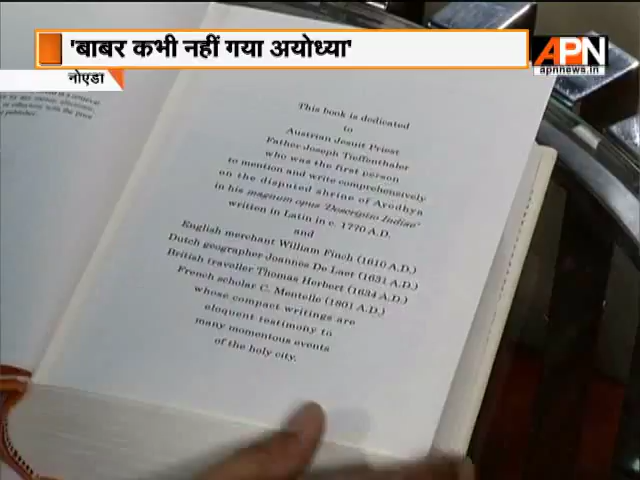 'बाबर कभी नहीं गया अयोध्या'
नोएडा
APN
apnnews.in
This book is dedicated
to
Austrian Jesuit Priest
Father Joseph Tieffenthaler
who was the first person
to mention and write comprehensively
on the disputed shrine of Ayodhya
in his magnum opus 'Descriptio Indiae'
written in Latin in c. 1770 A.D.
and
English merchant William Finch (1610 A.D.)
Dutch geographer Joannes De Laet (1631 A.D.)
British traveller Thomas Herbert (1634 A.D.)
French scholar C. Mentelle (1801 A.D.)
whose compact writings are
eloquent testimony to
many momentous events
of the holy city.